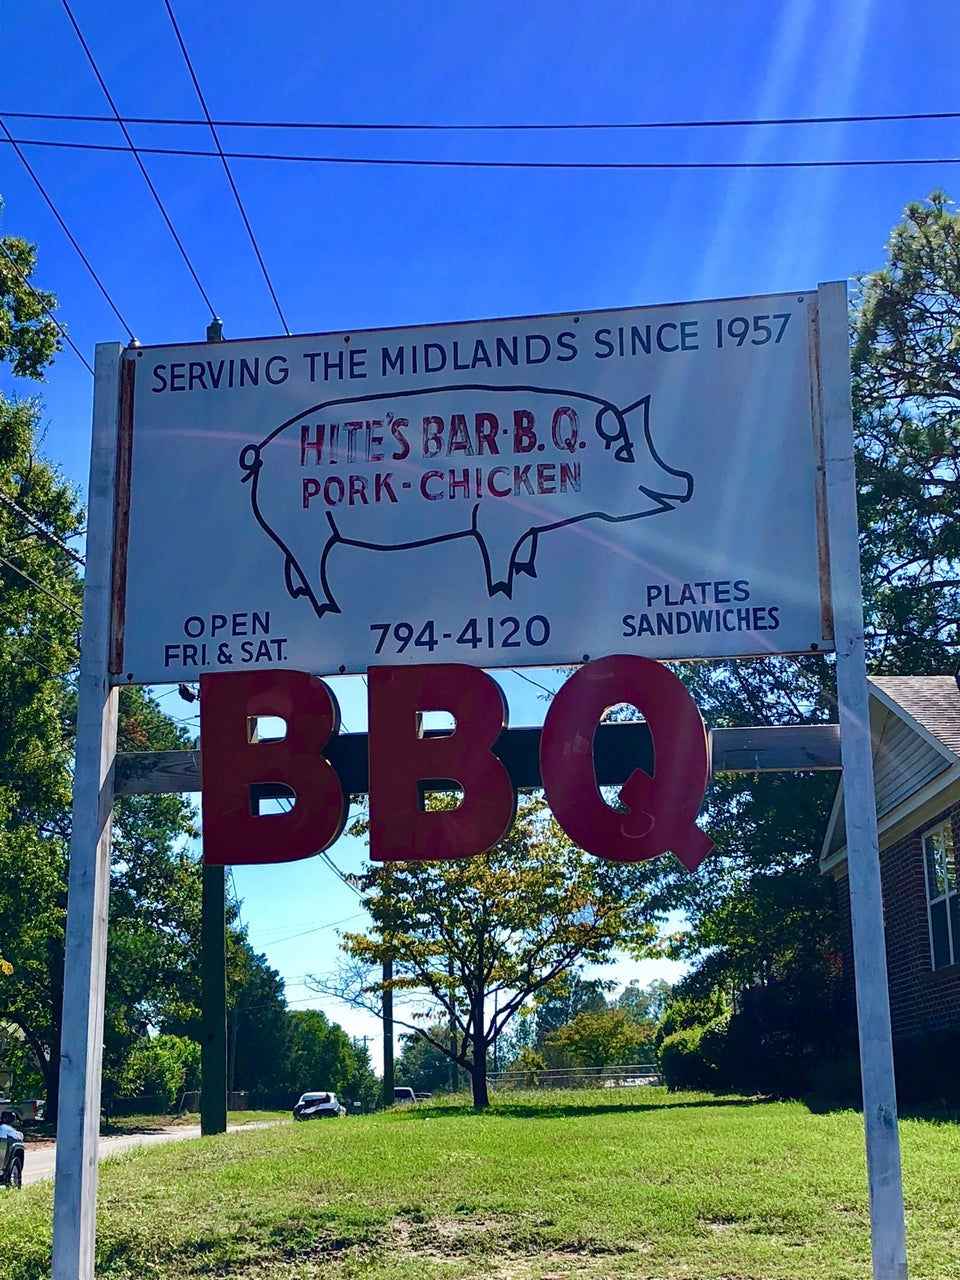 SERVING THE MIDLANDS SINCE 1957
HITE'S BAR-B.Q.
PORK-CHICKEN
OPEN
FRI. & SAT.
794-4120
PLATES
SANDWICHES
BBQ